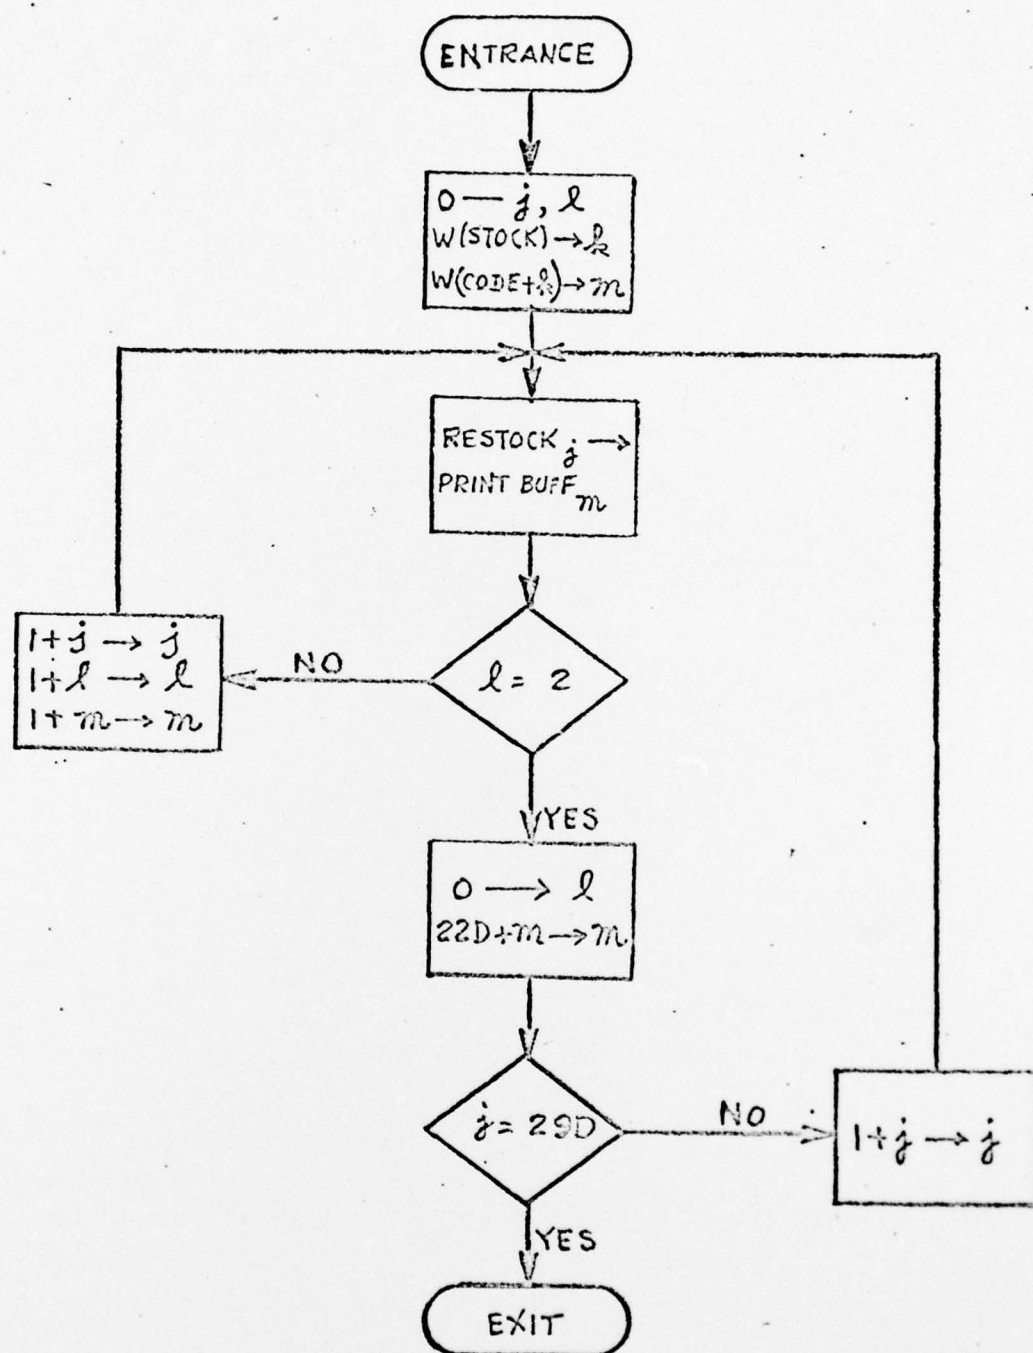 ENTRANCE
0 — j, l
W(STOCK) → k
W(CODE+k) → m
RESTOCK j →
PRINT BUFF m
l = 2
NO
1+j → j
1+l → l
1+m → m
YES
0 → l
22D+m → m
j = 29D
NO
1+j → j
YES
EXIT